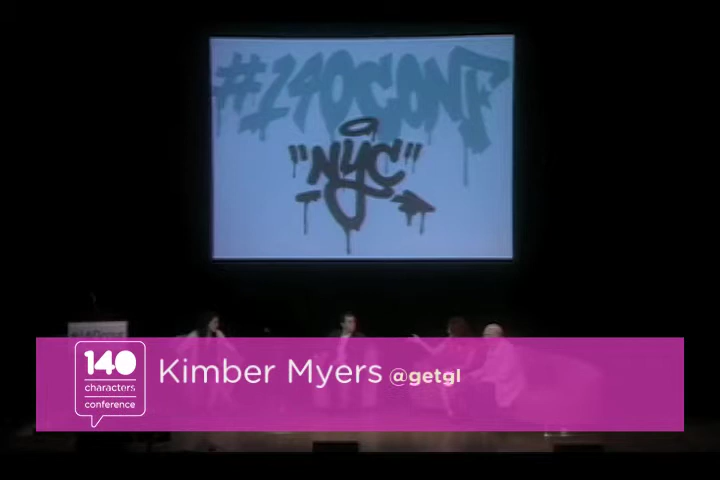 #140CONF
"NYC"
140
characters
conference
Kimber Myers @getgl